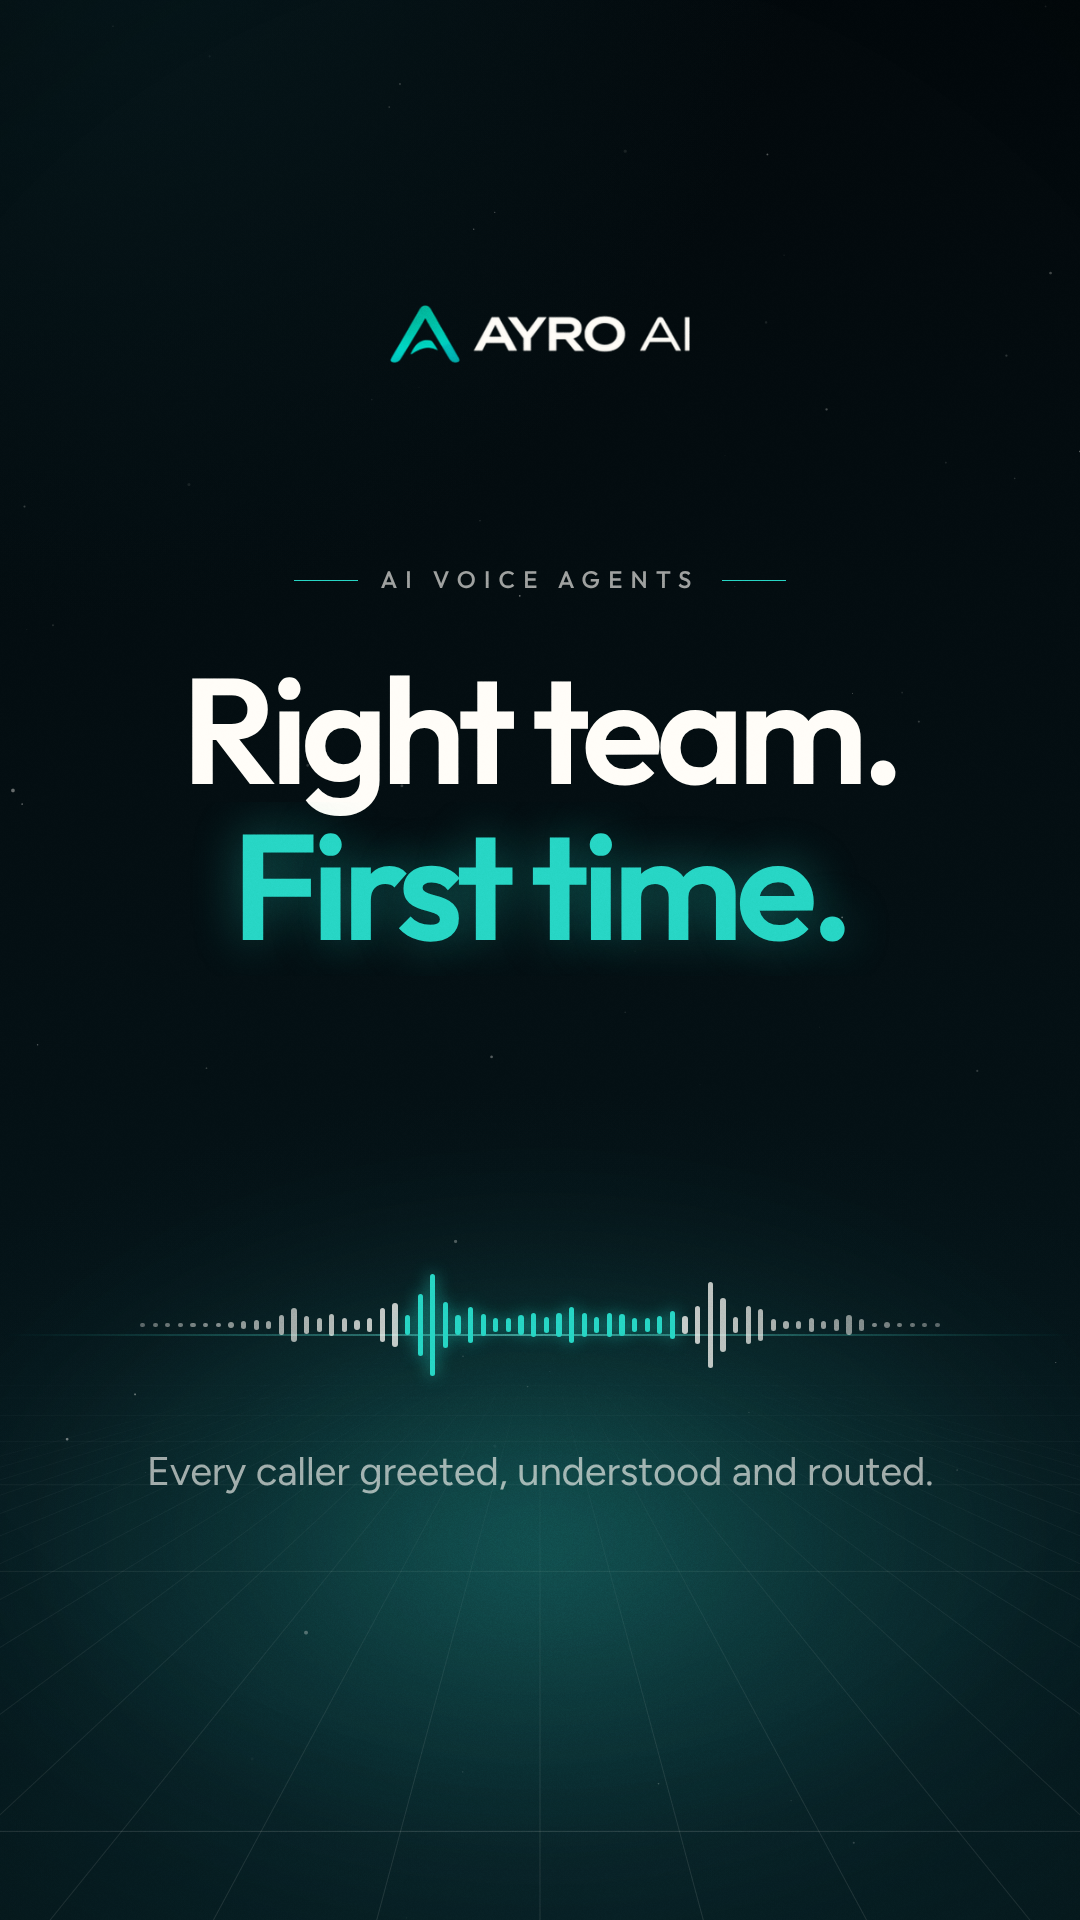 AYRO AI
AI VOICE AGENTS
Right team.
First time.
Every caller greeted, understood and routed.